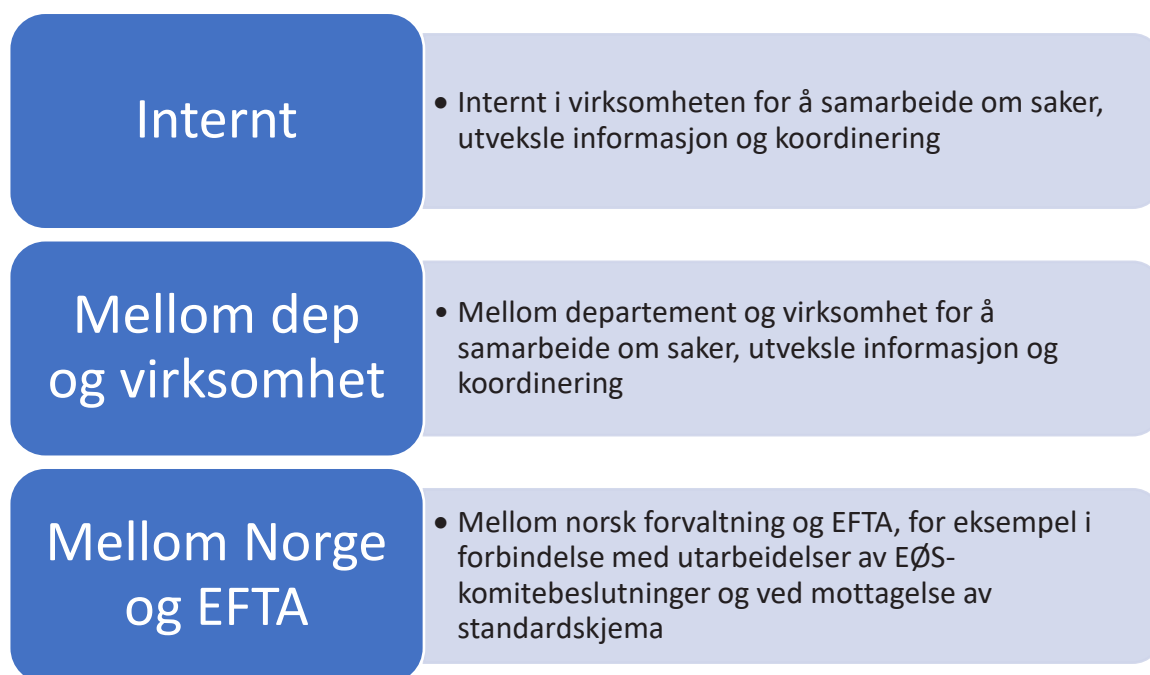 Internt
• Internt i virksomheten for å samarbeide om saker,
utveksle informasjon og koordinering
Mellom dep
og virksomhet
• Mellom departement og virksomhet for å
samarbeide om saker, utveksle informasjon og
koordinering
Mellom Norge
og EFTA
• Mellom norsk forvaltning og EFTA, for eksempel i
forbindelse med utarbeidelser av EØS-
komitebeslutninger og ved mottagelse av
standardskjema